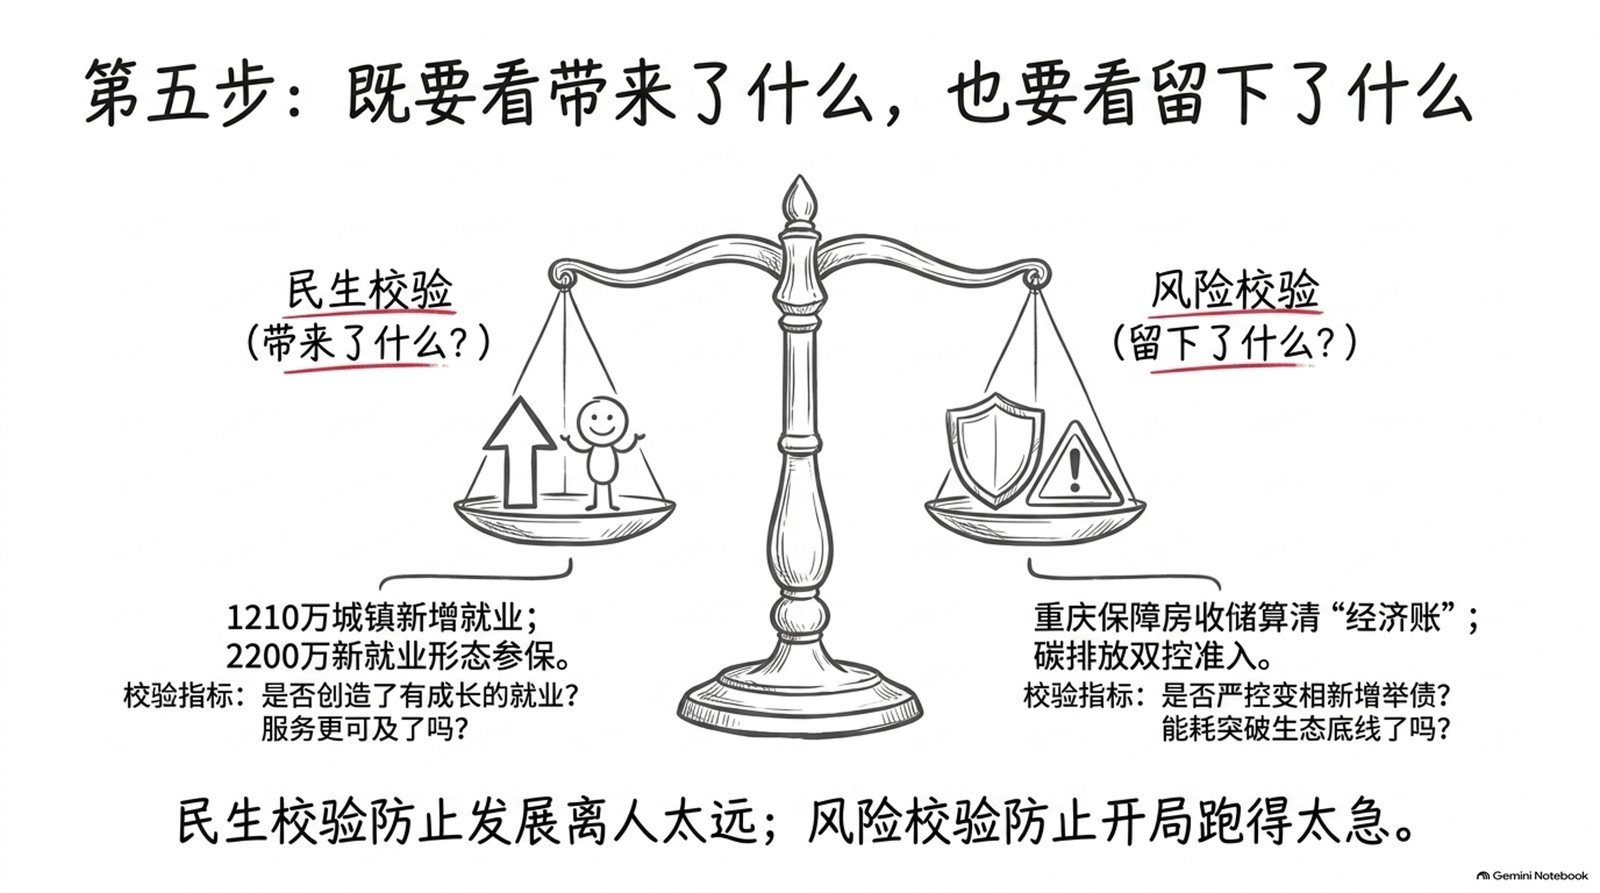 第五步：既要看带来了什么，也要看留下了什么
民生校验
（带来了什么？）
风险校验
（留下了什么？）
1210万城镇新增就业；
2200万新就业形态参保。
校验指标：是否创造了有成长的就业？
服务更可及了吗？
重庆保障房收储算清“经济账”；
碳排放双控准入。
校验指标：是否严控变相新增举债？
能耗突破生态底线了吗？
民生校验防止发展离人太远；风险校验防止开局跑得太急。
Gemini Notebook